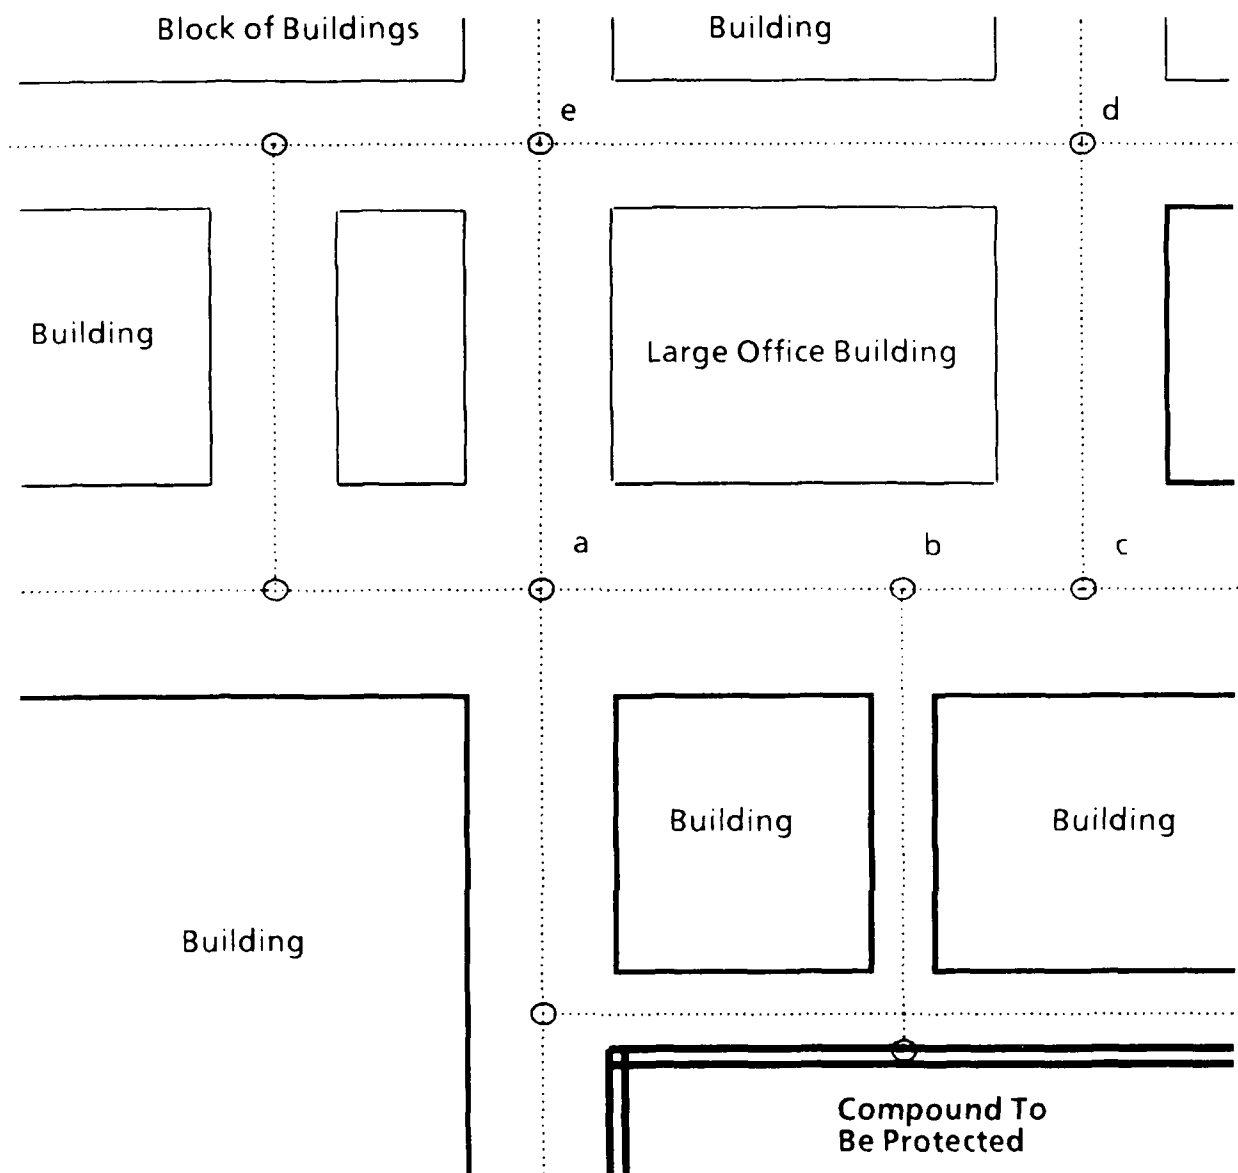 Block of Buildings
Building
e
d
Building
Large Office Building
a
b
c
Building
Building
Building
Compound To
Be Protected